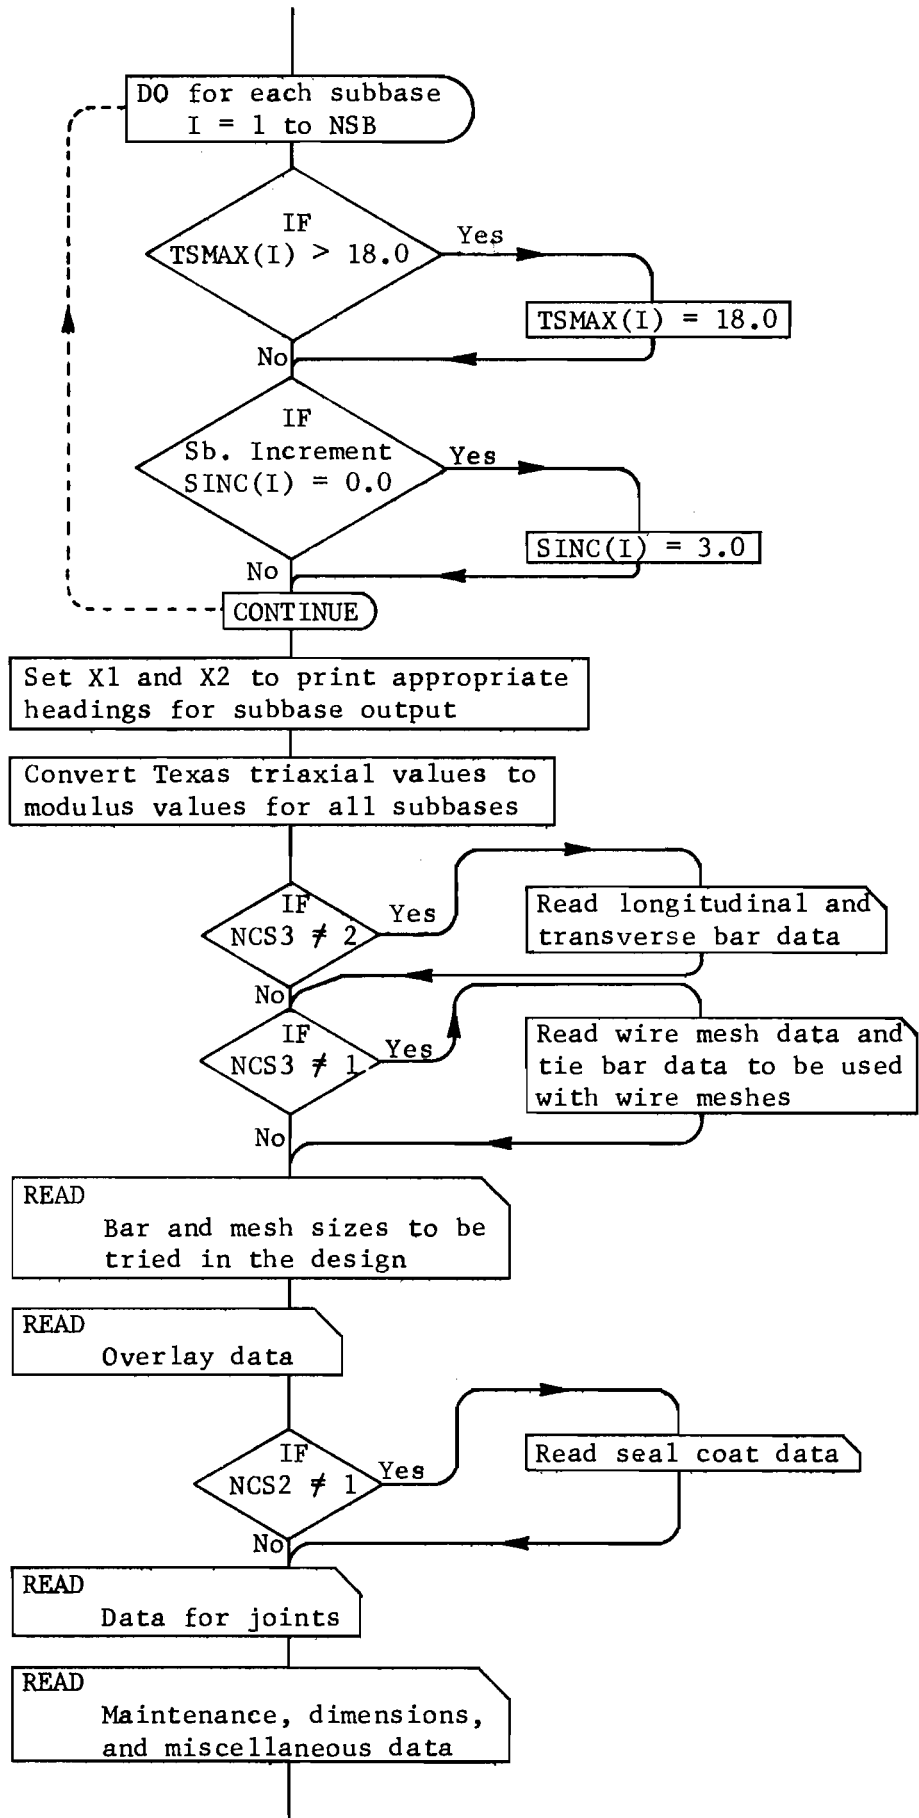 DO for each subbase
I = 1 to NSB
IF
TSMAX(I) > 18.0
Yes
TSMAX(I) = 18.0
No
IF
Sb. Increment
SINC(I) = 0.0
Yes
SINC(I) = 3.0
No
CONTINUE
Set X1 and X2 to print appropriate
headings for subbase output
Convert Texas triaxial values to
modulus values for all subbases
IF
NCS3 ≠ 2
Yes
Read longitudinal and
transverse bar data
No
IF
NCS3 ≠ 1
Yes
Read wire mesh data and
tie bar data to be used
with wire meshes
No
READ
Bar and mesh sizes to be
tried in the design
READ
Overlay data
IF
NCS2 ≠ 1
Yes
Read seal coat data
No
READ
Data for joints
READ
Maintenance, dimensions,
and miscellaneous data